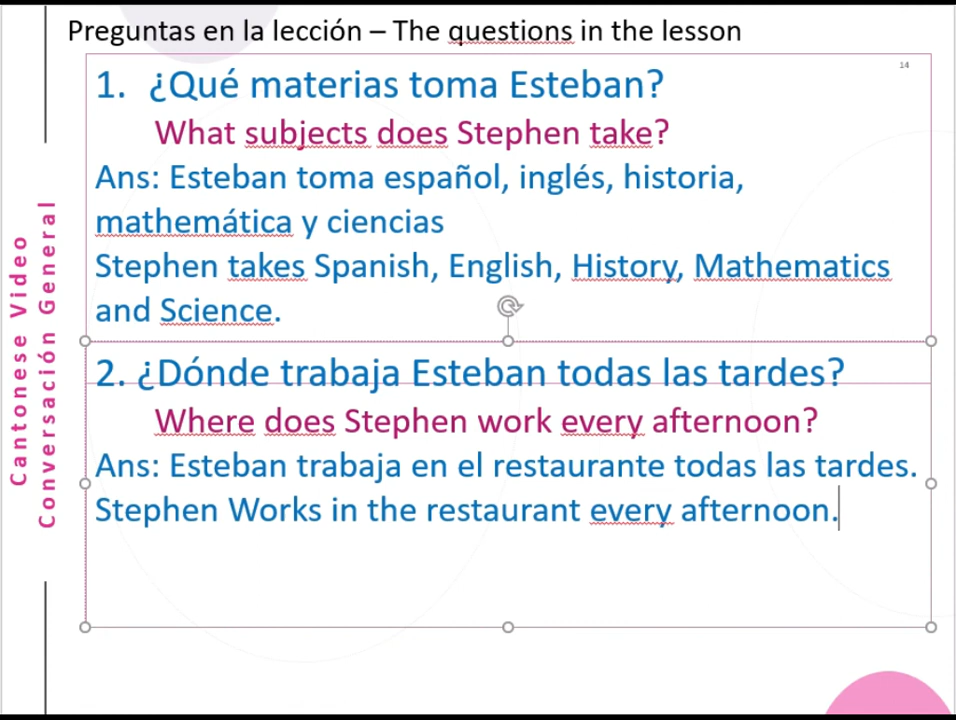 Preguntas en la lección – The questions in the lesson
14
1. ¿Qué materias toma Esteban?
What subjects does Stephen take?
Ans: Esteban toma español, inglés, historia,
mathemática y ciencias
Stephen takes Spanish, English, History, Mathematics
and Science.
2. ¿Dónde trabaja Esteban todas las tardes?
Where does Stephen work every afternoon?
Ans: Esteban trabaja en el restaurante todas las tardes.
Stephen Works in the restaurant every afternoon.
Cantonese Video
Conversación General